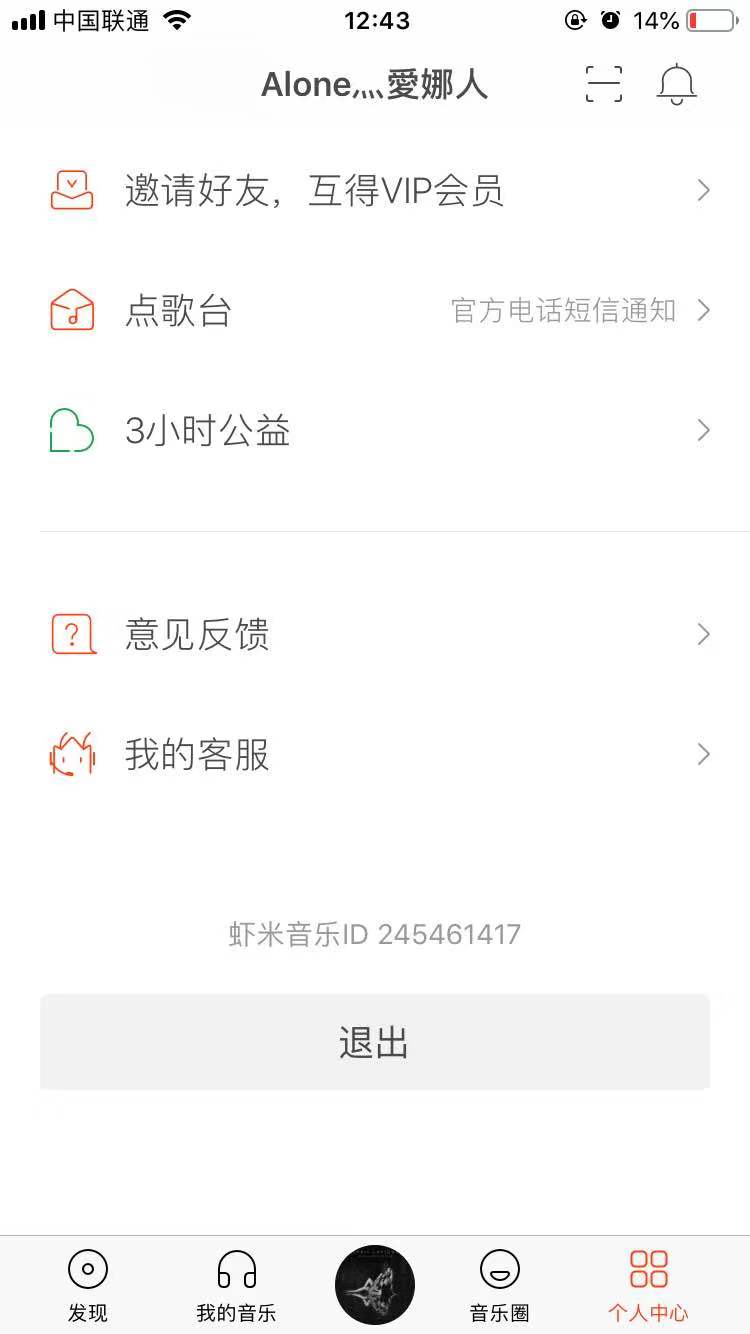 中国联通 12:43 14%
Alone灬愛娜人
邀请好友，互得VIP会员
点歌台 官方电话短信通知
3小时公益
意见反馈
我的客服
虾米音乐ID 245461417
退出
发现 我的音乐 音乐圈 个人中心